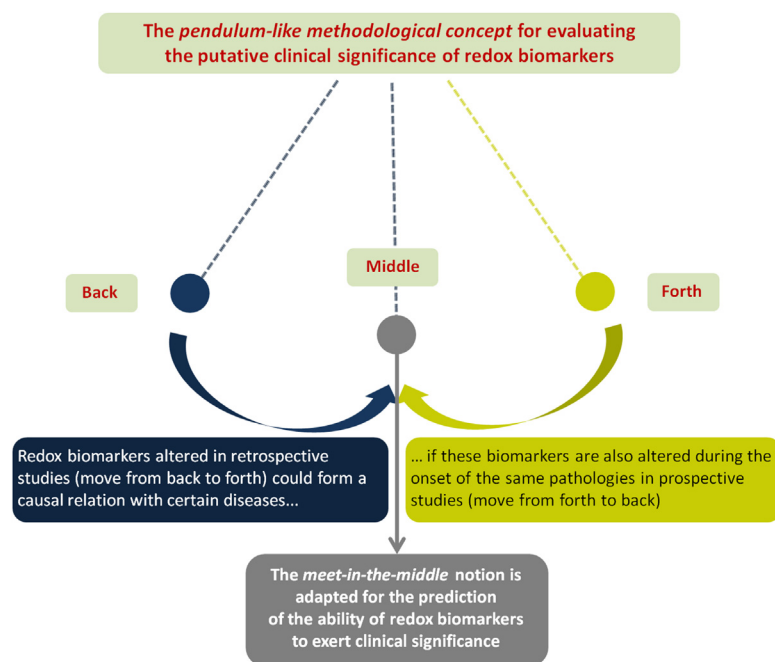 The pendulum-like methodological concept for evaluating
the putative clinical significance of redox biomarkers
Back
Middle
Forth
Redox biomarkers altered in retrospective
studies (move from back to forth) could form a
causal relation with certain diseases...
... if these biomarkers are also altered during the
onset of the same pathologies in prospective
studies (move from forth to back)
The meet-in-the-middle notion is
adapted for the prediction
of the ability of redox biomarkers
to exert clinical significance